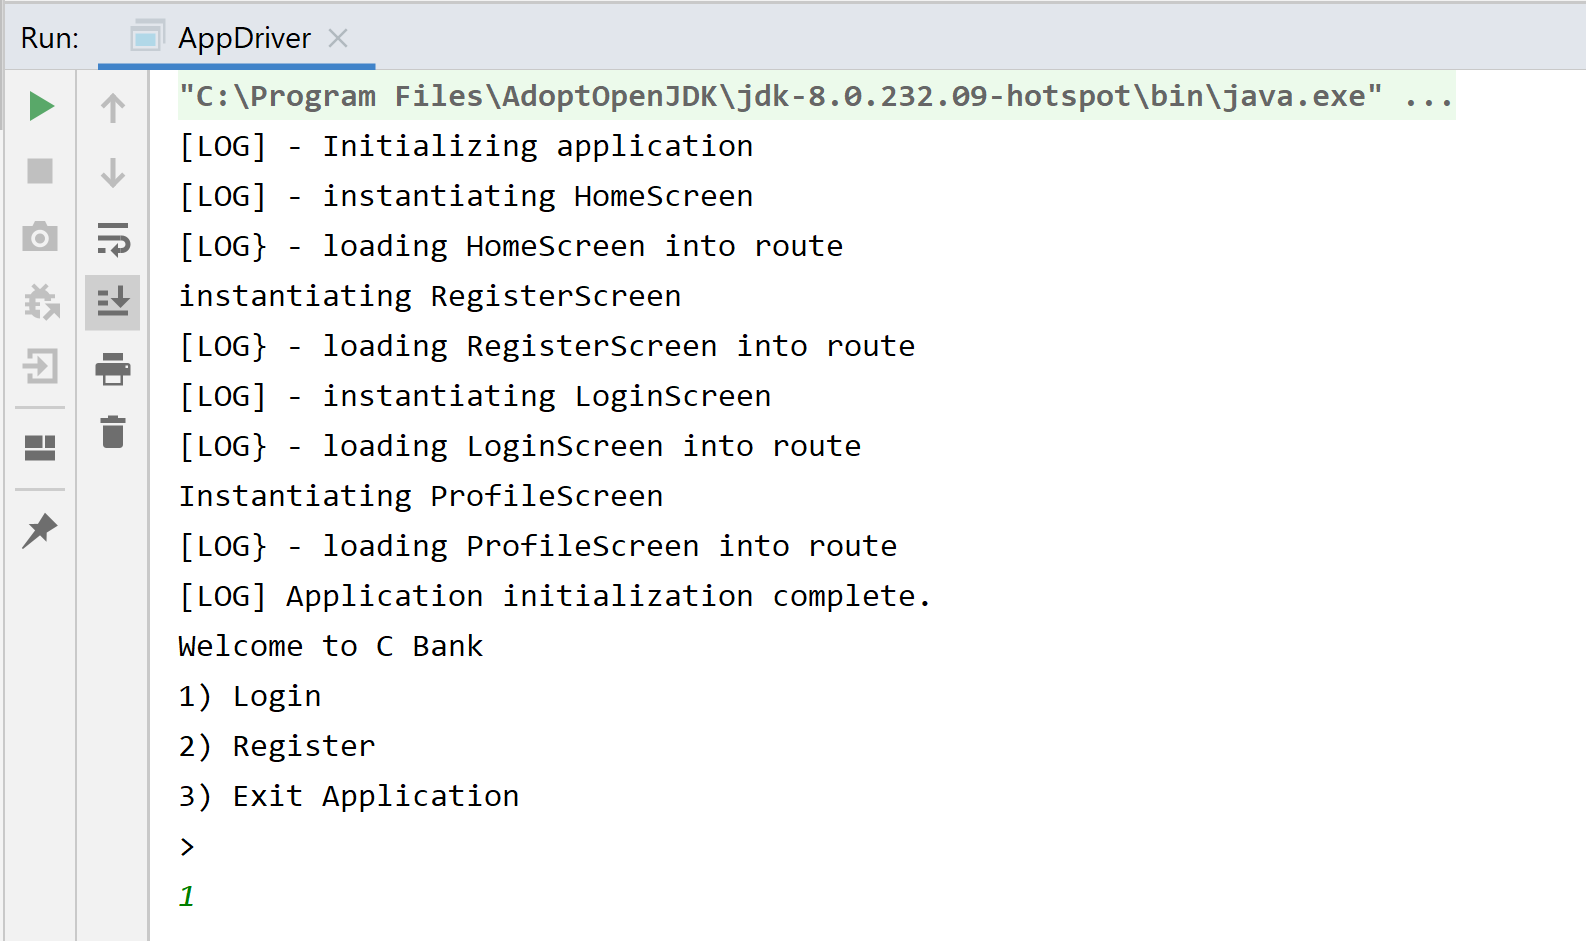 Run: AppDriver
"C:\Program Files\AdoptOpenJDK\jdk-8.0.232.09-hotspot\bin\java.exe" ...
[LOG] - Initializing application
[LOG] - instantiating HomeScreen
[LOG} - loading HomeScreen into route
instantiating RegisterScreen
[LOG} - loading RegisterScreen into route
[LOG] - instantiating LoginScreen
[LOG} - loading LoginScreen into route
Instantiating ProfileScreen
[LOG} - loading ProfileScreen into route
[LOG] Application initialization complete.
Welcome to C Bank
1) Login
2) Register
3) Exit Application
>
1